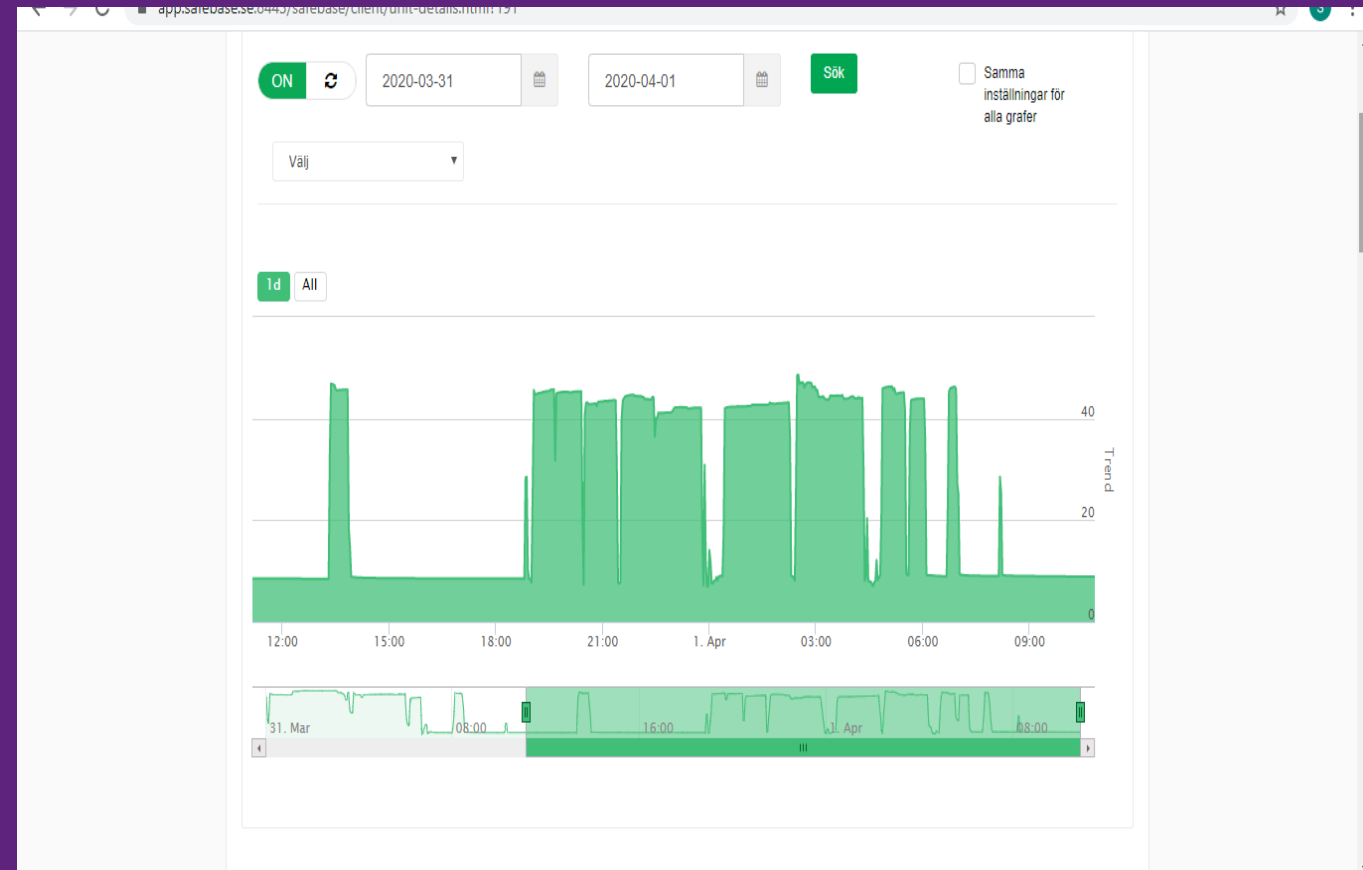 app.safebase.se:8443/safebase/client/unit-details.html?191
S
ON
2020-03-31
2020-04-01
Sök
Samma
inställningar för
alla grafer
Välj
1d
All
40
Trend
20
0
12:00
15:00
18:00
21:00
1. Apr
03:00
06:00
09:00
31. Mar
08:00
16:00
1. Apr
08:00